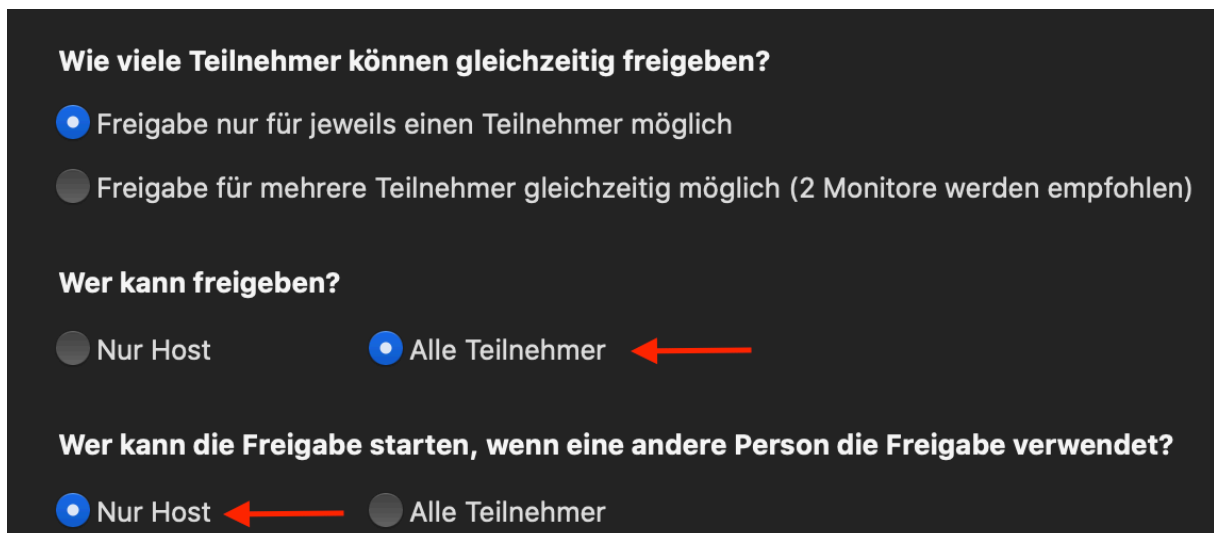 Wie viele Teilnehmer können gleichzeitig freigeben?
Freigabe nur für jeweils einen Teilnehmer möglich
Freigabe für mehrere Teilnehmer gleichzeitig möglich (2 Monitore werden empfohlen)
Wer kann freigeben?
Nur Host Alle Teilnehmer
Wer kann die Freigabe starten, wenn eine andere Person die Freigabe verwendet?
Nur Host Alle Teilnehmer